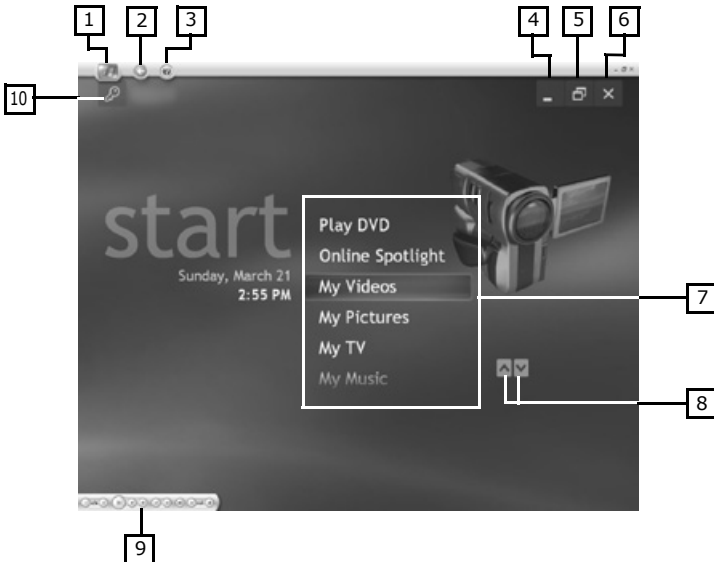 1 2 3 4 5 6
10
start
Sunday, March 21
2:55 PM
Play DVD
Online Spotlight
My Videos
My Pictures
My TV
My Music
7
8
9